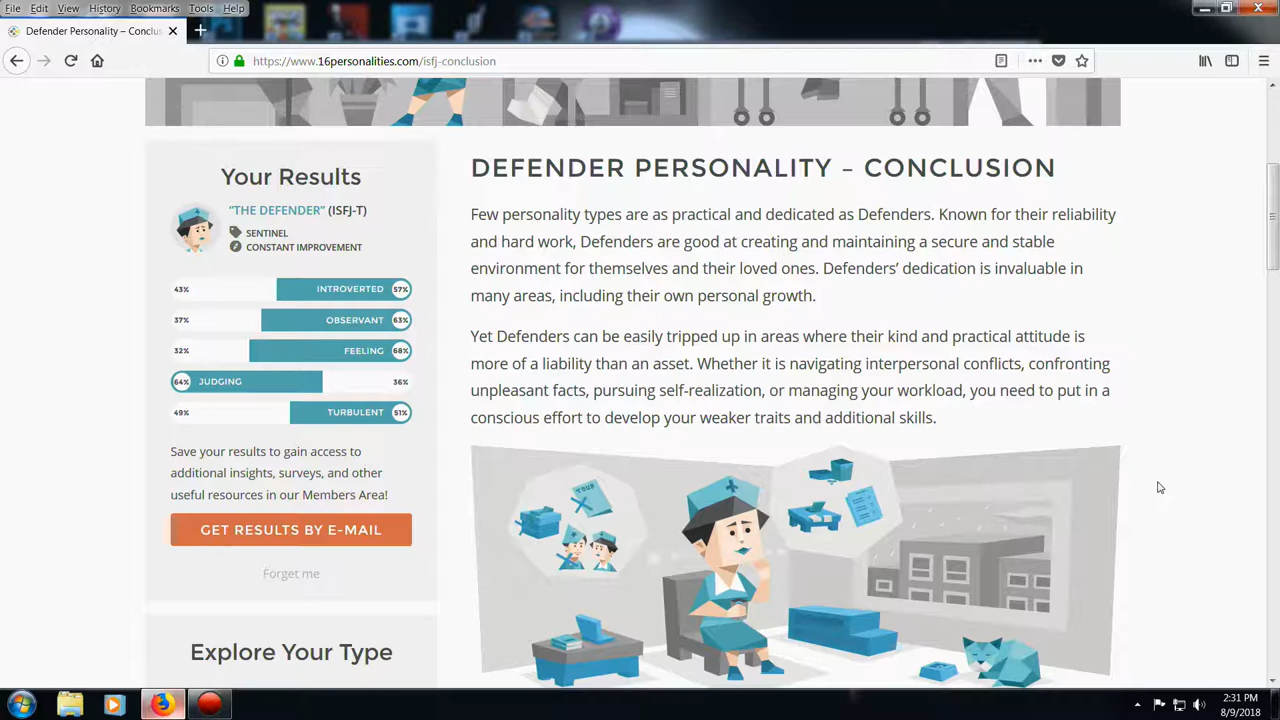 File Edit View History Bookmarks Tools Help
Defender Personality – Conclus
https://www.16personalities.com/isfj-conclusion
Your Results
"THE DEFENDER" (ISFJ-T)
SENTINEL
CONSTANT IMPROVEMENT
43% INTROVERTED 57%
37% OBSERVANT 63%
32% FEELING 68%
64% JUDGING 36%
49% TURBULENT 51%
Save your results to gain access to
additional insights, surveys, and other
useful resources in our Members Area!
GET RESULTS BY E-MAIL
Forget me
Explore Your Type
DEFENDER PERSONALITY – CONCLUSION
Few personality types are as practical and dedicated as Defenders. Known for their reliability
and hard work, Defenders are good at creating and maintaining a secure and stable
environment for themselves and their loved ones. Defenders’ dedication is invaluable in
many areas, including their own personal growth.
Yet Defenders can be easily tripped up in areas where their kind and practical attitude is
more of a liability than an asset. Whether it is navigating interpersonal conflicts, confronting
unpleasant facts, pursuing self-realization, or managing your workload, you need to put in a
conscious effort to develop your weaker traits and additional skills.
2:31 PM
8/9/2018